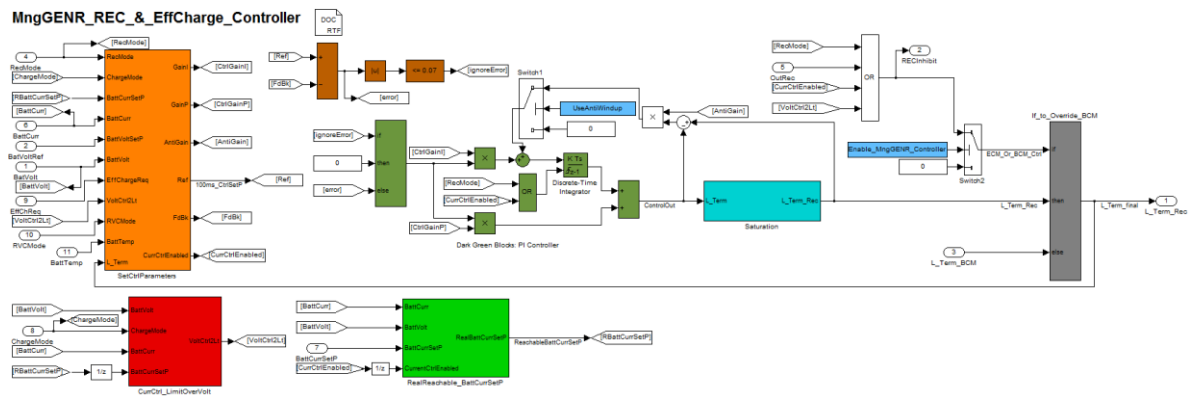 MngGENR_REC_&_EffCharge_Controller
DOC
RTF
4
RecMode
[RecMode]
[ChargeMode]
[RBattCurrSetP]
[BattCurr]
6
BattCurr
2
BatVoltRef
1
BatVolt
[BattVolt]
9
EffChReq
[VoltCtrl2Lt]
10
RVCMode
11
BattTemp
RecMode
ChargeMode
BattCurrSetP
BattCurr
BattVoltSetP
BattVolt
EffChargeReq
VoltCtrl2Lt
RVCMode
BattTemp
L_Term
GainI
GainP
AntiGain
Ref
FdBk
CurrCtrlEnabled
SetCtrlParameters
[CtrlGainI]
[CtrlGainP]
[AntiGain]
100ms_CtrlSetP
[Ref]
[FdBk]
[CurrCtrlEnabled]
[Ref]
[FdBk]
+
−
|u|
<= 0.07
[ignoreError]
[error]
[ignoreError]
0
[error]
if
then
else
[CtrlGainI]
×
[RecMode]
[CurrCtrlEnabled]
OR
[CtrlGainP]
×
K Ts
z-1
Discrete-Time
Integrator
Dark Green Blocks: PI Controller
Switch1
UseAntiWindup
0
×
[AntiGain]
+
+
ControlOut
L_Term
L_Term_Rec
Saturation
[RecMode]
5
OutRec
[CurrCtrlEnabled]
[VoltCtrl2Lt]
OR
2
RECInhibit
Enable_MngGENR_Controller
0
Switch2
ECM_Or_BCM_Ctrl
If_to_Override_BCM
if
then
else
L_Term_Rec
3
L_Term_BCM
L_Term_final
1
L_Term_Rec
[BattVolt]
[ChargeMode]
8
ChargeMode
[BattCurr]
[RBattCurrSetP]
1/z
BattVolt
ChargeMode
BattCurr
BattCurrSetP
VoltCtrl2Lt
CurrCtrl_LimitOverVolt
[VoltCtrl2Lt]
[BattCurr]
[BattVolt]
7
BattCurrSetP
[CurrCtrlEnabled]
1/z
BattCurr
BattVolt
BattCurrSetP
CurrentCtrlEnabled
RealBattCurrSetP
RealReachable_BattCurrSetP
ReachableBattCurrSetP
[RBattCurrSetP]